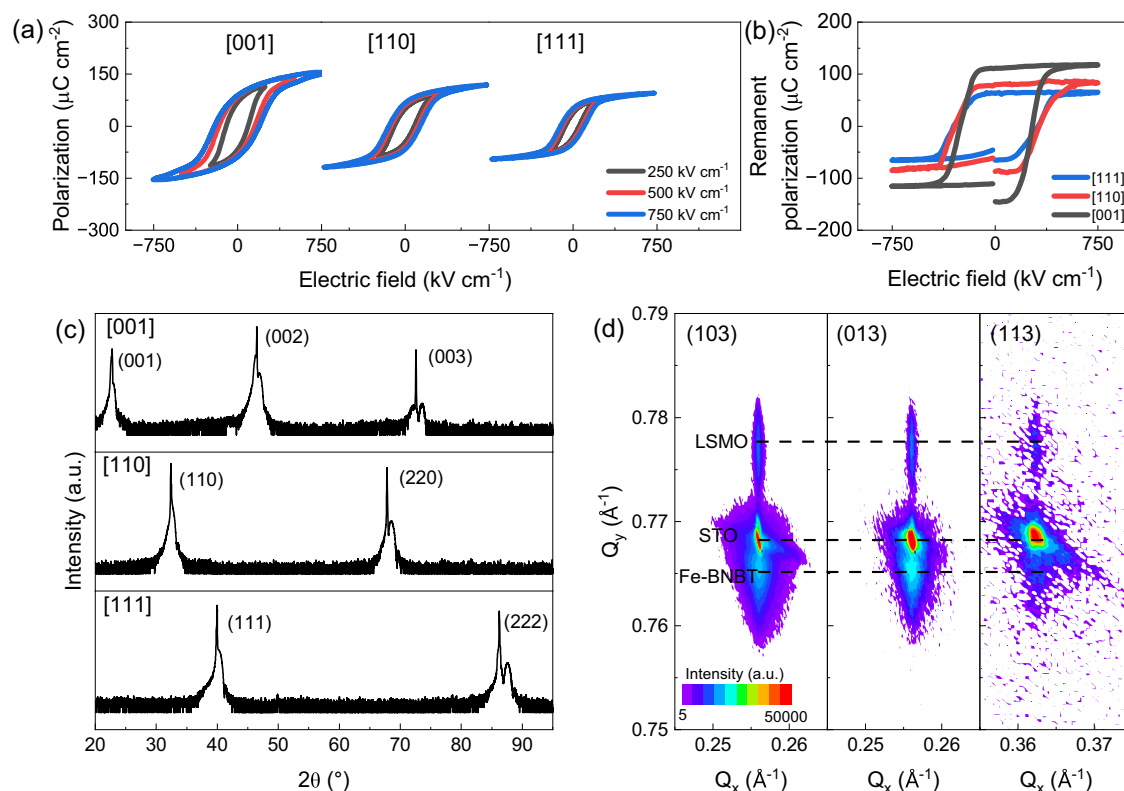 (a)
300
150
0
−150
−300
Polarization (μC cm⁻²)
[001]
[110]
[111]
250 kV cm⁻¹
500 kV cm⁻¹
750 kV cm⁻¹
−750 0 750 0 −750 0 750
Electric field (kV cm⁻¹)
(b)
200
100
0
−100
−200
Remanent
polarization (μC cm⁻²)
[111]
[110]
[001]
−750 0 750
Electric field (kV cm⁻¹)
(c)
Intensity (a.u.)
[001]
(001)
(002)
(003)
[110]
(110)
(220)
[111]
(111)
(222)
20 30 40 50 60 70 80 90
2θ (°)
(d)
0.79
0.78
0.77
0.76
0.75
Q_y (Å⁻¹)
(103)
(013)
(113)
LSMO
STO
Fe-BNBT
Intensity (a.u.)
5 50000
0.25 0.26 0.25 0.26 0.36 0.37
Q_x (Å⁻¹) Q_x (Å⁻¹) Q_x (Å⁻¹)